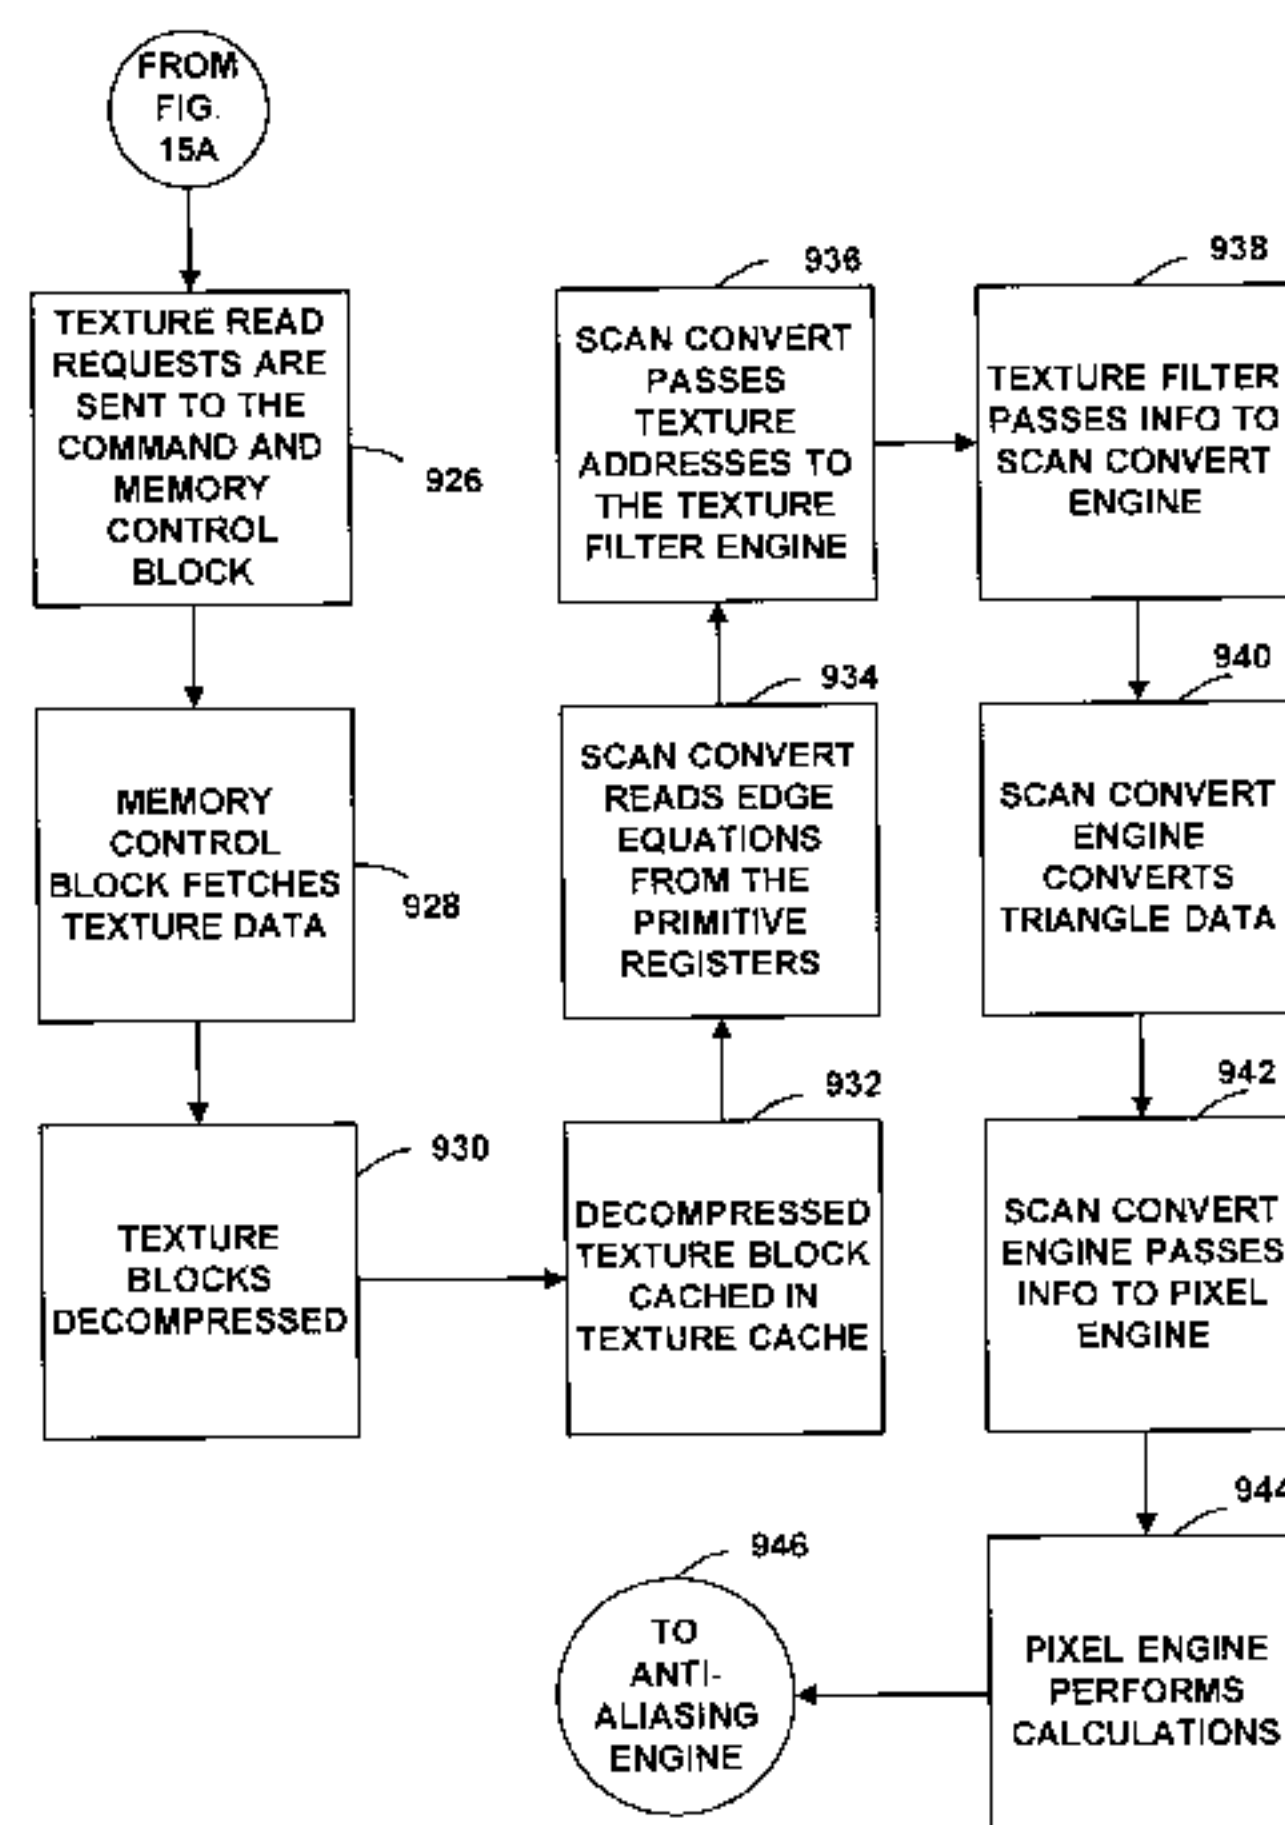 FROM
FIG.
15A
TEXTURE READ
REQUESTS ARE
SENT TO THE
COMMAND AND
MEMORY
CONTROL
BLOCK
926
MEMORY
CONTROL
BLOCK FETCHES
TEXTURE DATA
928
TEXTURE
BLOCKS
DECOMPRESSED
930
DECOMPRESSED
TEXTURE BLOCK
CACHED IN
TEXTURE CACHE
932
SCAN CONVERT
READS EDGE
EQUATIONS
FROM THE
PRIMITIVE
REGISTERS
934
SCAN CONVERT
PASSES
TEXTURE
ADDRESSES TO
THE TEXTURE
FILTER ENGINE
936
TEXTURE FILTER
PASSES INFO TO
SCAN CONVERT
ENGINE
938
SCAN CONVERT
ENGINE
CONVERTS
TRIANGLE DATA
940
SCAN CONVERT
ENGINE PASSES
INFO TO PIXEL
ENGINE
942
PIXEL ENGINE
PERFORMS
CALCULATIONS
944
TO
ANTI-
ALIASING
ENGINE
946